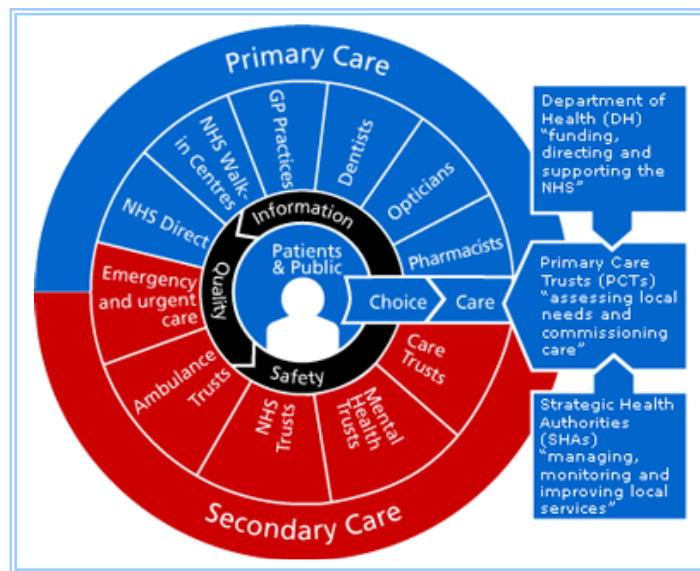 Primary Care
NHS Direct
NHS Walk-
in Centres
GP Practices
Dentists
Opticians
Pharmacists
Information
Quality
Safety
Patients
& Public
Choice
Care
Emergency
and urgent
care
Ambulance
Trusts
NHS
Trusts
Mental
Health
Trusts
Care
Trusts
Secondary Care
Department of
Health (DH)
“funding,
directing and
supporting the
NHS”
Primary Care
Trusts (PCTs)
“assessing local
needs and
commissioning
care”
Strategic Health
Authorities
(SHAs)
“managing,
monitoring and
improving local
services”